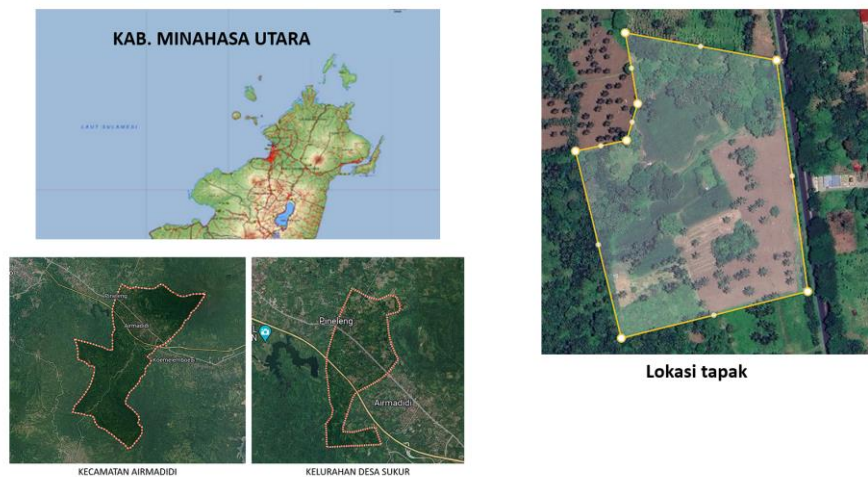 KAB. MINAHASA UTARA
LAUT SULAWESI
Lokasi tapak
Pineleng
Airmadidi
KECAMATAN AIRMADIDI
Pineleng
Airmadidi
KELURAHAN DESA SUKUR